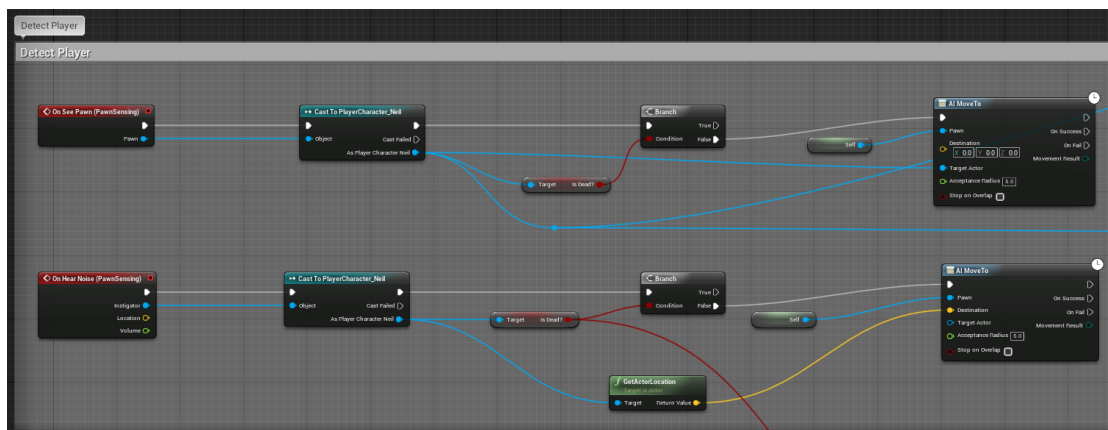 Detect Player
Detect Player
On See Pawn (PawnSensing)
Pawn
Cast To PlayerCharacter_Neil
Object
Cast Failed
As Player Character Neil
Target
Is Dead?
Branch
True
Condition
False
Self
AI MoveTo
Pawn
On Success
Destination
X 0.0 Y 0.0 Z 0.0
On Fail
Movement Result
Target Actor
Acceptance Radius 5.0
Stop on Overlap
On Hear Noise (PawnSensing)
Instigator
Location
Volume
Cast To PlayerCharacter_Neil
Object
Cast Failed
As Player Character Neil
Target
Is Dead?
Branch
True
Condition
False
Self
GetActorLocation
Target is Actor
Target
Return Value
AI MoveTo
Pawn
On Success
Destination
On Fail
Target Actor
Movement Result
Acceptance Radius 5.0
Stop on Overlap